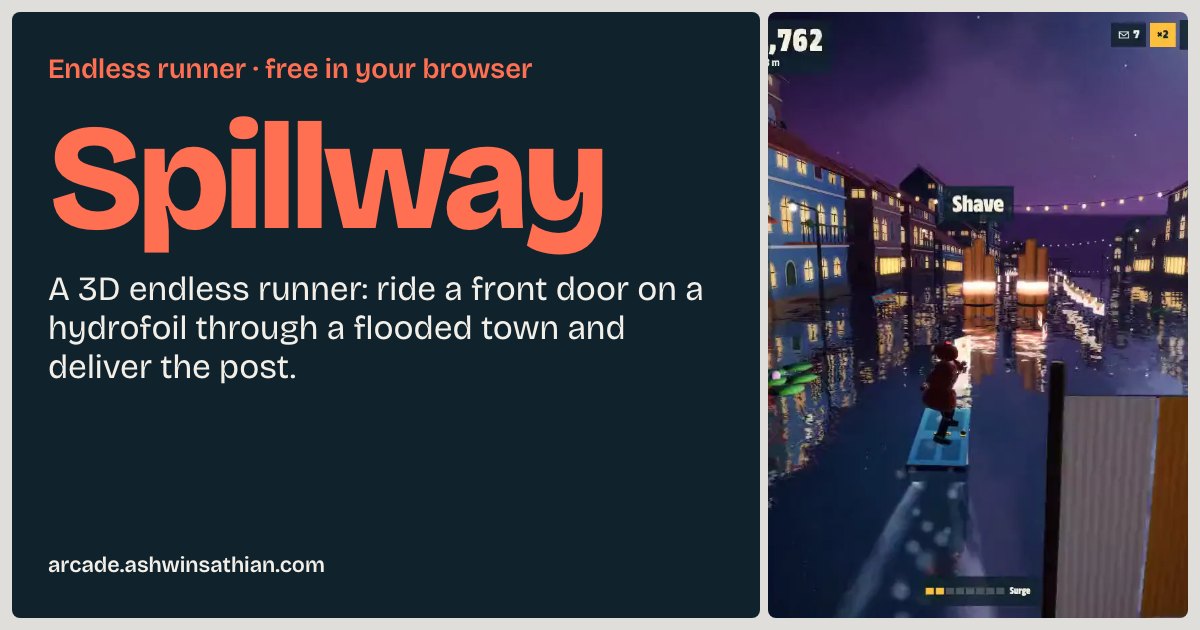 Endless runner · free in your browser
Spillway
A 3D endless runner: ride a front door on a
hydrofoil through a flooded town and
deliver the post.
arcade.ashwinsathian.com
,762
m
7
×2
Shave
Surge